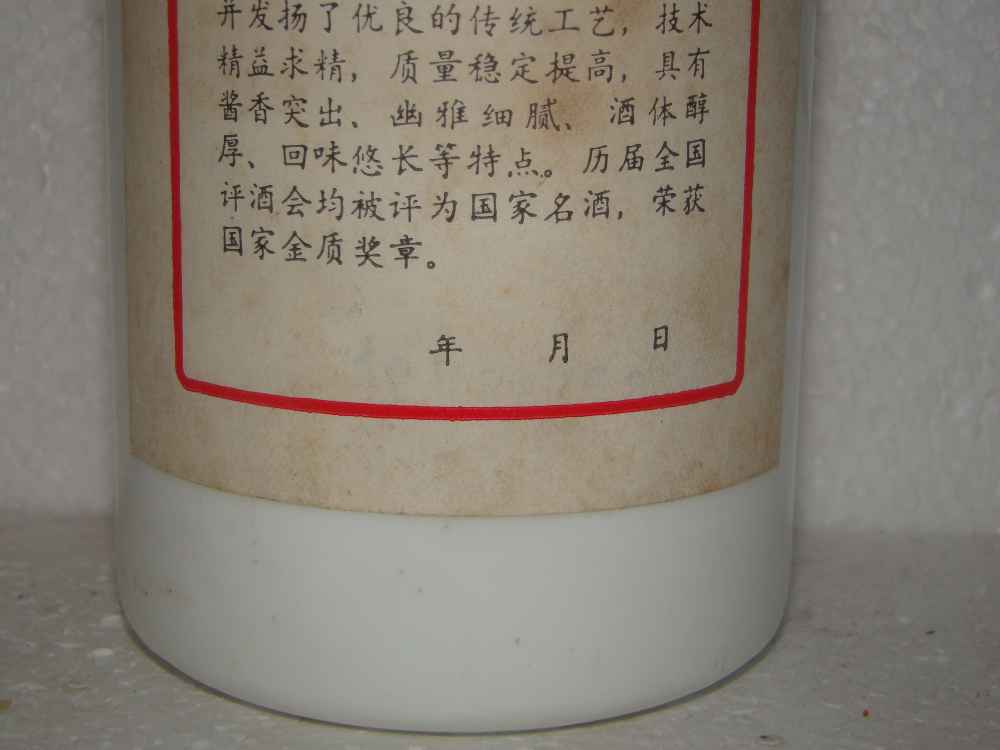 并发扬了优良的传统工艺，技术
精益求精，质量稳定提高，具有
酱香突出、幽雅细腻、酒体醇
厚、回味悠长等特点。历届全国
评酒会均被评为国家名酒，荣获
国家金质奖章。
年 月 日